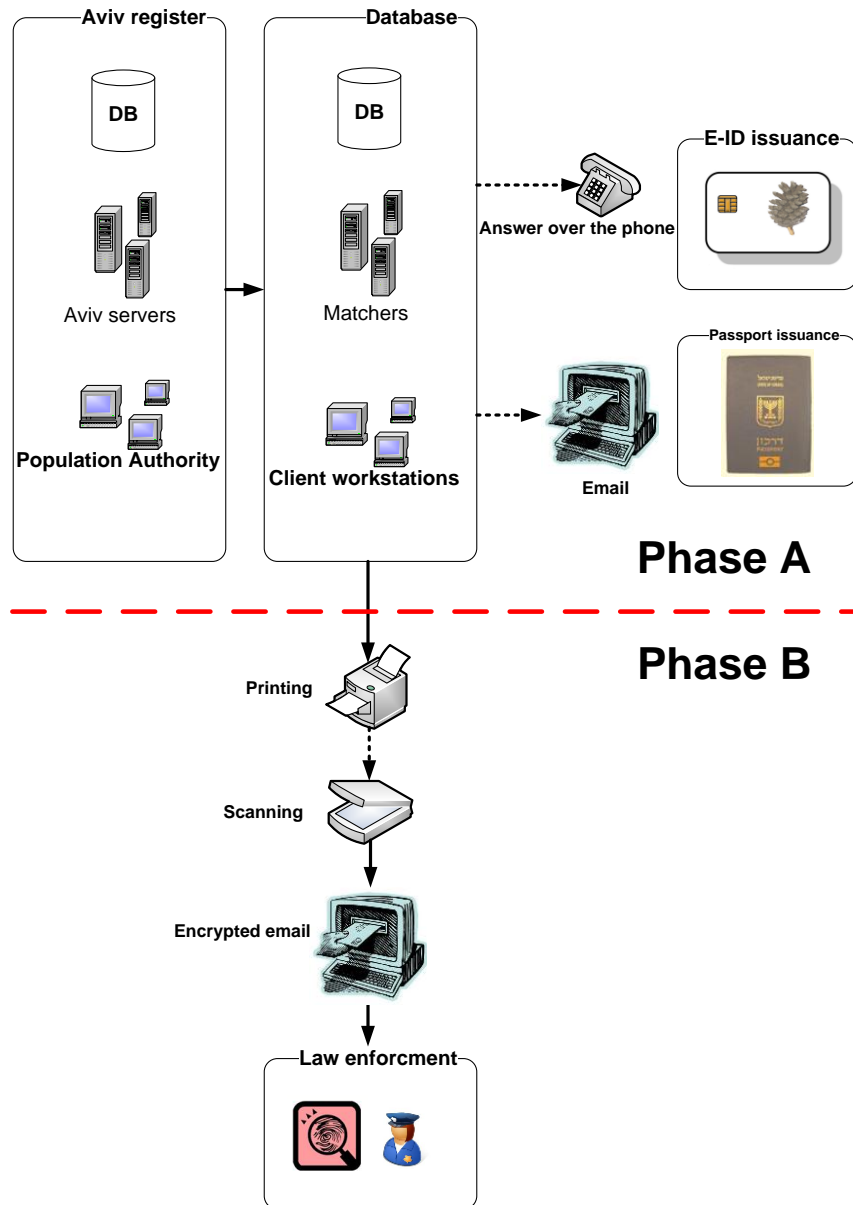 Aviv register
Database
DB
DB
E-ID issuance
Answer over the phone
Aviv servers
Matchers
Passport issuance
דרכון
Population Authority
Client workstations
Email
Phase A
Phase B
Printing
Scanning
Encrypted email
Law enforcment